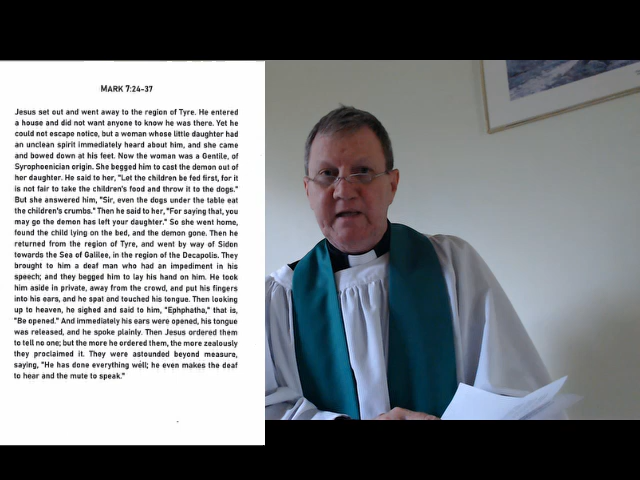 MARK 7:24-37
Jesus set out and went away to the region of Tyre. He entered
a house and did not want anyone to know he was there. Yet he
could not escape notice, but a woman whose little daughter had
an unclean spirit immediately heard about him, and she came
and bowed down at his feet. Now the woman was a Gentile, of
Syrophoenician origin. She begged him to cast the demon out of
her daughter. He said to her, "Let the children be fed first, for it
is not fair to take the children's food and throw it to the dogs."
But she answered him, "Sir, even the dogs under the table eat
the children's crumbs." Then he said to her, "For saying that, you
may go the demon has left your daughter." So she went home,
found the child lying on the bed, and the demon gone. Then he
returned from the region of Tyre, and went by way of Sidon
towards the Sea of Galilee, in the region of the Decapolis. They
brought to him a deaf man who had an impediment in his
speech; and they begged him to lay his hand on him. He took
him aside in private, away from the crowd, and put his fingers
into his ears, and he spat and touched his tongue. Then looking
up to heaven, he sighed and said to him, "Ephphatha," that is,
"Be opened." And immediately his ears were opened, his tongue
was released, and he spoke plainly. Then Jesus ordered them
to tell no one; but the more he ordered them, the more zealously
they proclaimed it. They were astounded beyond measure,
saying, "He has done everything well; he even makes the deaf
to hear and the mute to speak."